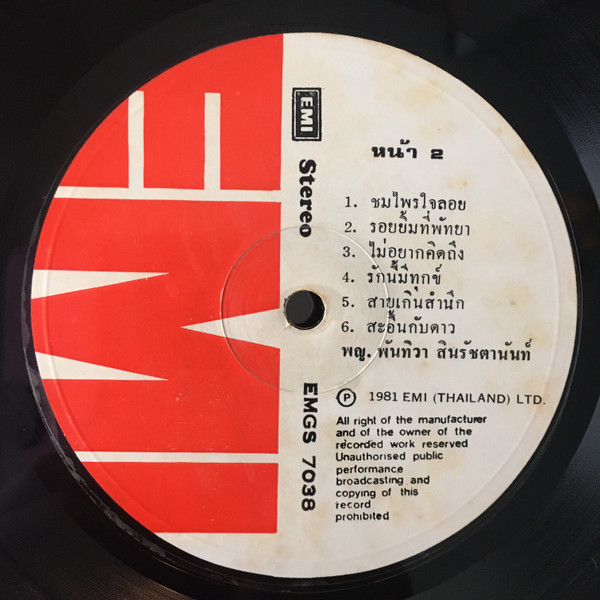 EMI
EMI
Stereo
EMGS 7038
หน้า 2
1. ชมไพรใจลอย
2. รอยยิ้มที่พัทยา
3. ไม่อยากคิดถึง
4. รักนี้มีทุกข์
5. สายเกินสำนึก
6. สะอื้นกับดาว
พญ. พันทิวา สินรัชตานันท์
Ⓟ 1981 EMI (THAILAND) LTD.
All right of the manufacturer
and of the owner of the
recorded work reserved
Unauthorised public
performance
broadcasting and
copying of this
record
prohibited